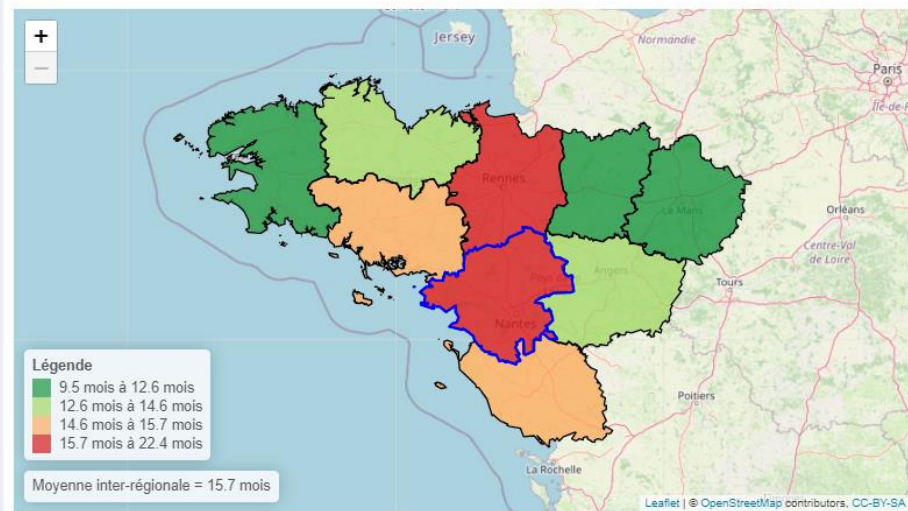 +
−
Jersey
Normandie
Paris
Île-de-F
Rennes
Le Mans
Orléans
Centre-Val
de Loire
Angers
Tours
Nantes
Poitiers
La Rochelle
Légende
9.5 mois à 12.6 mois
12.6 mois à 14.6 mois
14.6 mois à 15.7 mois
15.7 mois à 22.4 mois
Moyenne inter-régionale = 15.7 mois
Leaflet | © OpenStreetMap contributors, CC-BY-SA